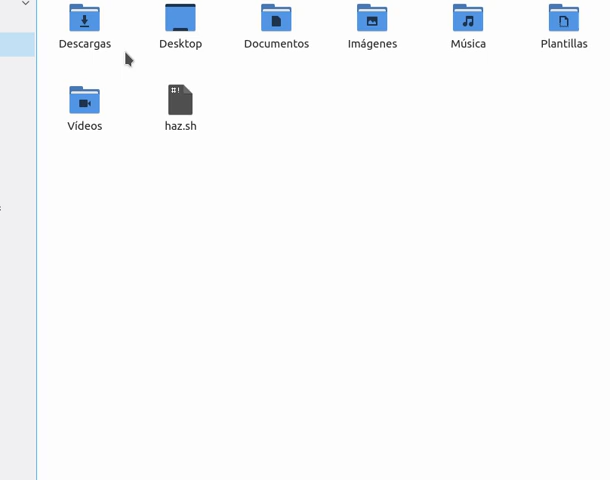 Descargas
Desktop
Documentos
Imágenes
Música
Plantillas
Vídeos
haz.sh